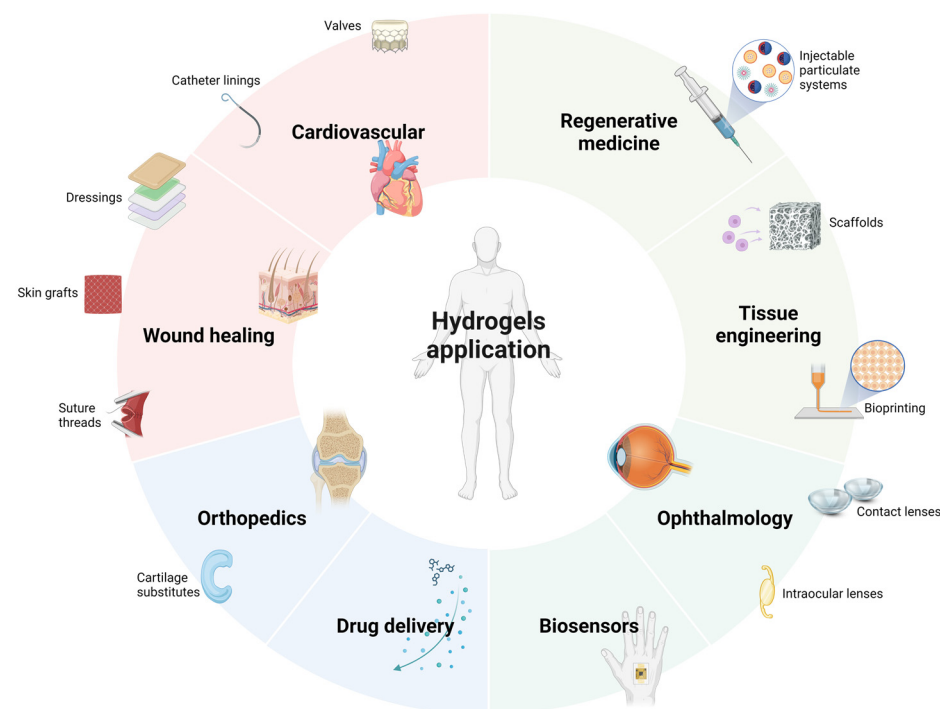 Valves
Catheter linings
Cardiovascular
Dressings
Skin grafts
Wound healing
Suture
threads
Orthopedics
Cartilage
substitutes
Drug delivery
Hydrogels
application
Regenerative
medicine
Injectable
particulate
systems
Scaffolds
Tissue
engineering
Bioprinting
Ophthalmology
Contact lenses
Intraocular lenses
Biosensors